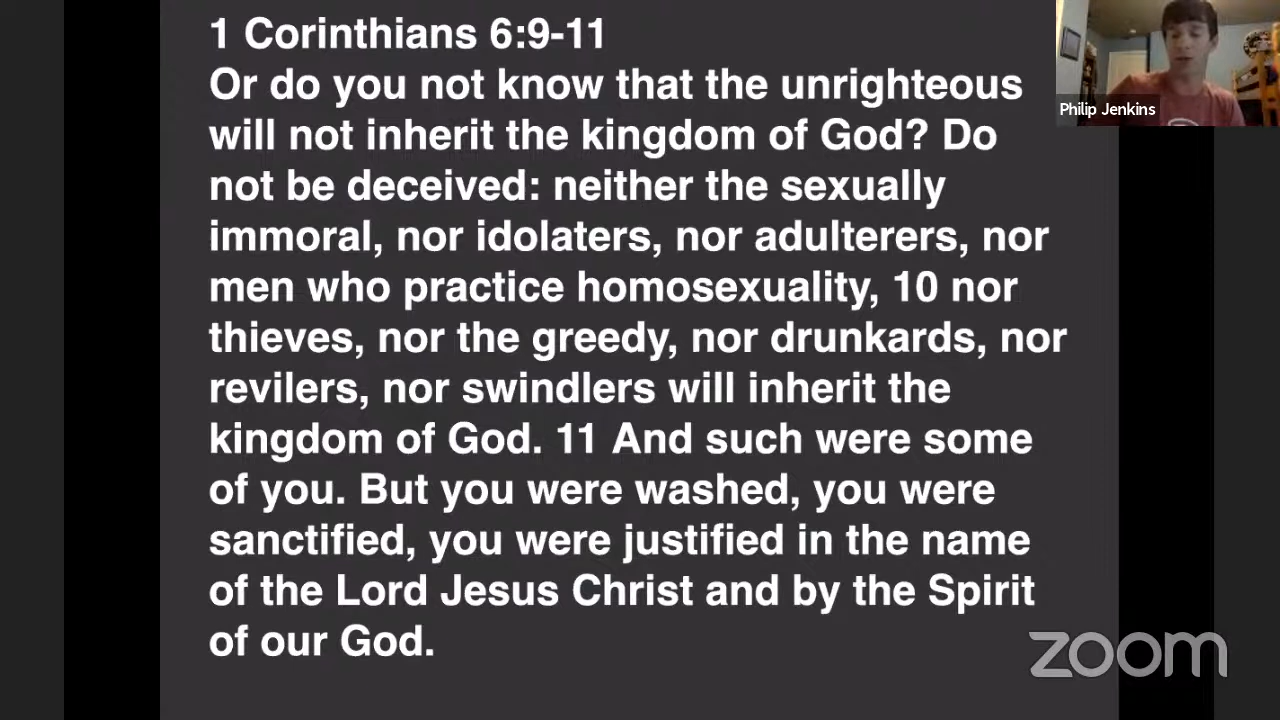 1 Corinthians 6:9-11
Or do you not know that the unrighteous
will not inherit the kingdom of God? Do
not be deceived: neither the sexually
immoral, nor idolaters, nor adulterers, nor
men who practice homosexuality, 10 nor
thieves, nor the greedy, nor drunkards, nor
revilers, nor swindlers will inherit the
kingdom of God. 11 And such were some
of you. But you were washed, you were
sanctified, you were justified in the name
of the Lord Jesus Christ and by the Spirit
of our God.
Philip Jenkins
zoom